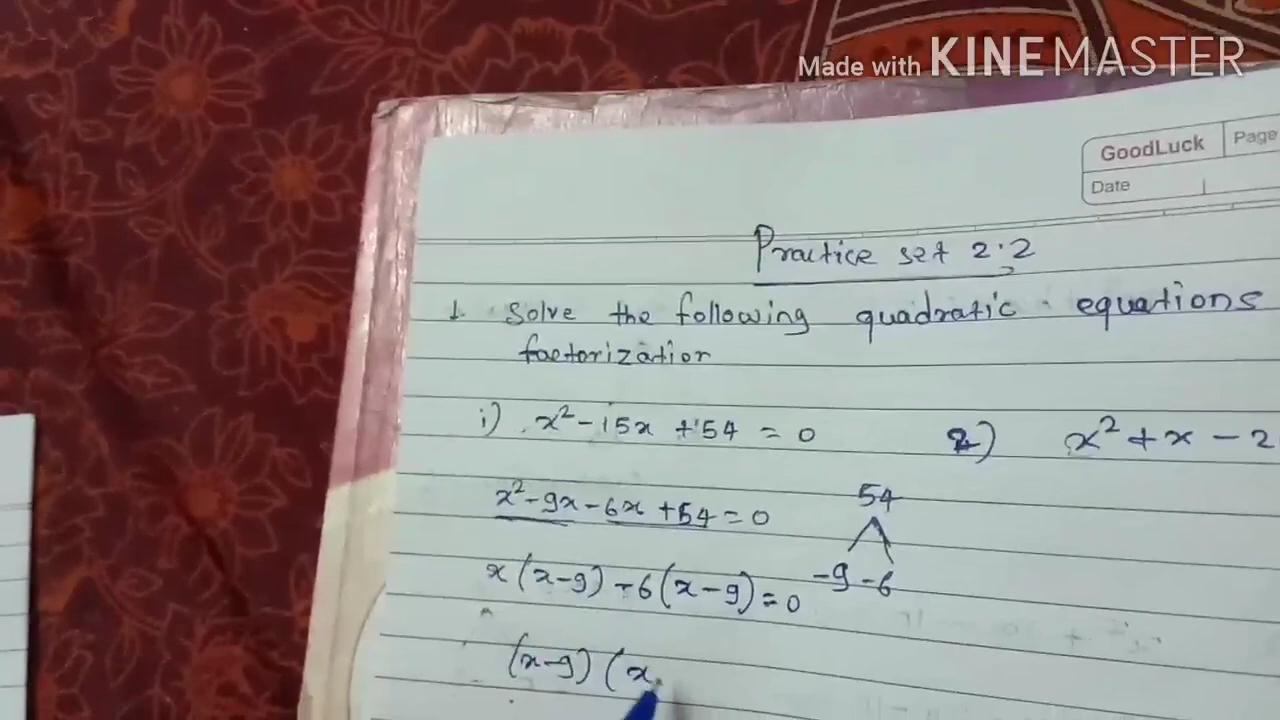 Made with KINEMASTER
GoodLuck Page
Date
Practice set 2.2
1. Solve the following quadratic equations
factorization
i) x² - 15x + 54 = 0
2) x² + x - 2
x² - 9x - 6x + 54 = 0
54
-9 -6
x(x-9) - 6(x-9) = 0
(x-9) (x